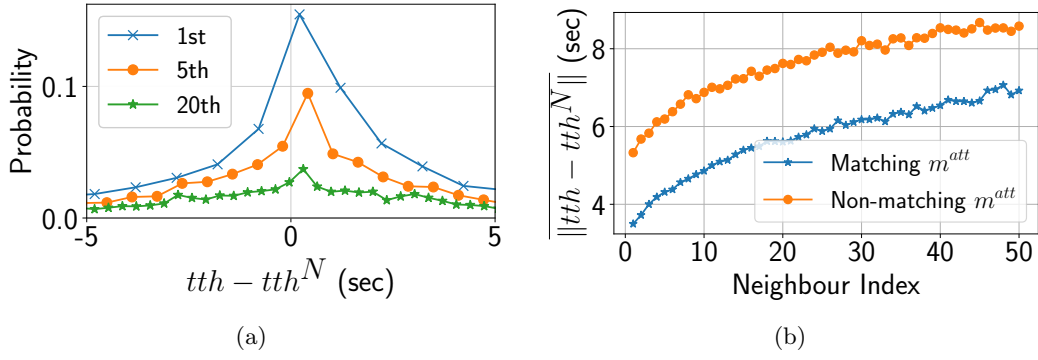 Probability
0.1
0.0
1st
5th
20th
-5
0
5
tth − tth^N (sec)
(a)
||tth − tth^N|| (sec)
8
6
4
Matching m^att
Non-matching m^att
0
10
20
30
40
50
Neighbour Index
(b)